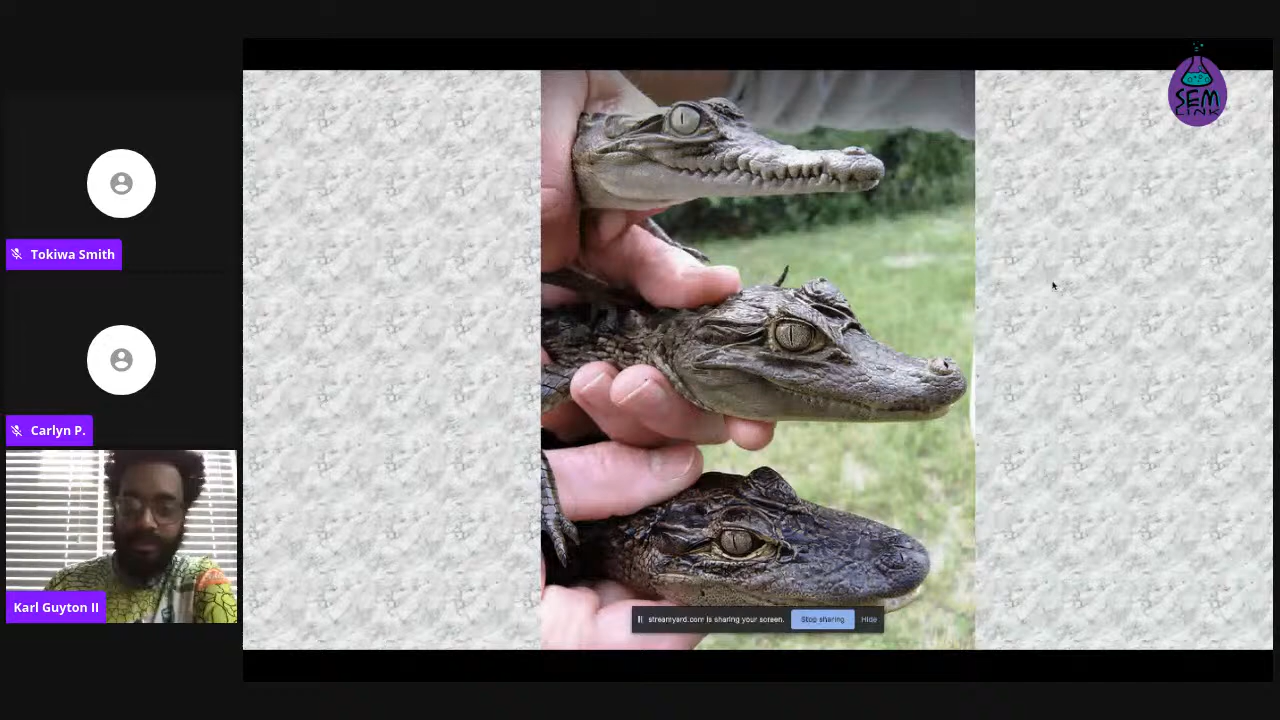 SEM
LINK
Tokiwa Smith
Carlyn P.
Karl Guyton II
streamyard.com is sharing your screen. Stop sharing Hide